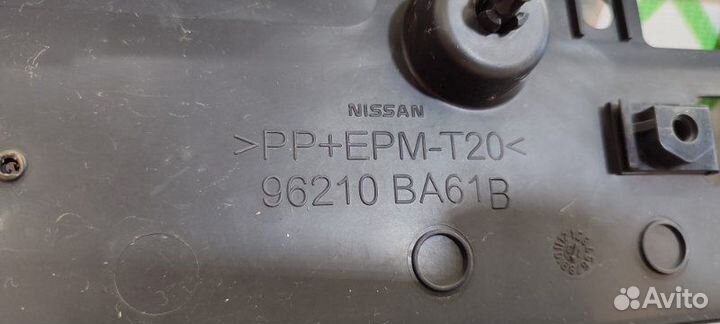 NISSAN
>PP+EPM-T20<
96210 BA61B
Avito